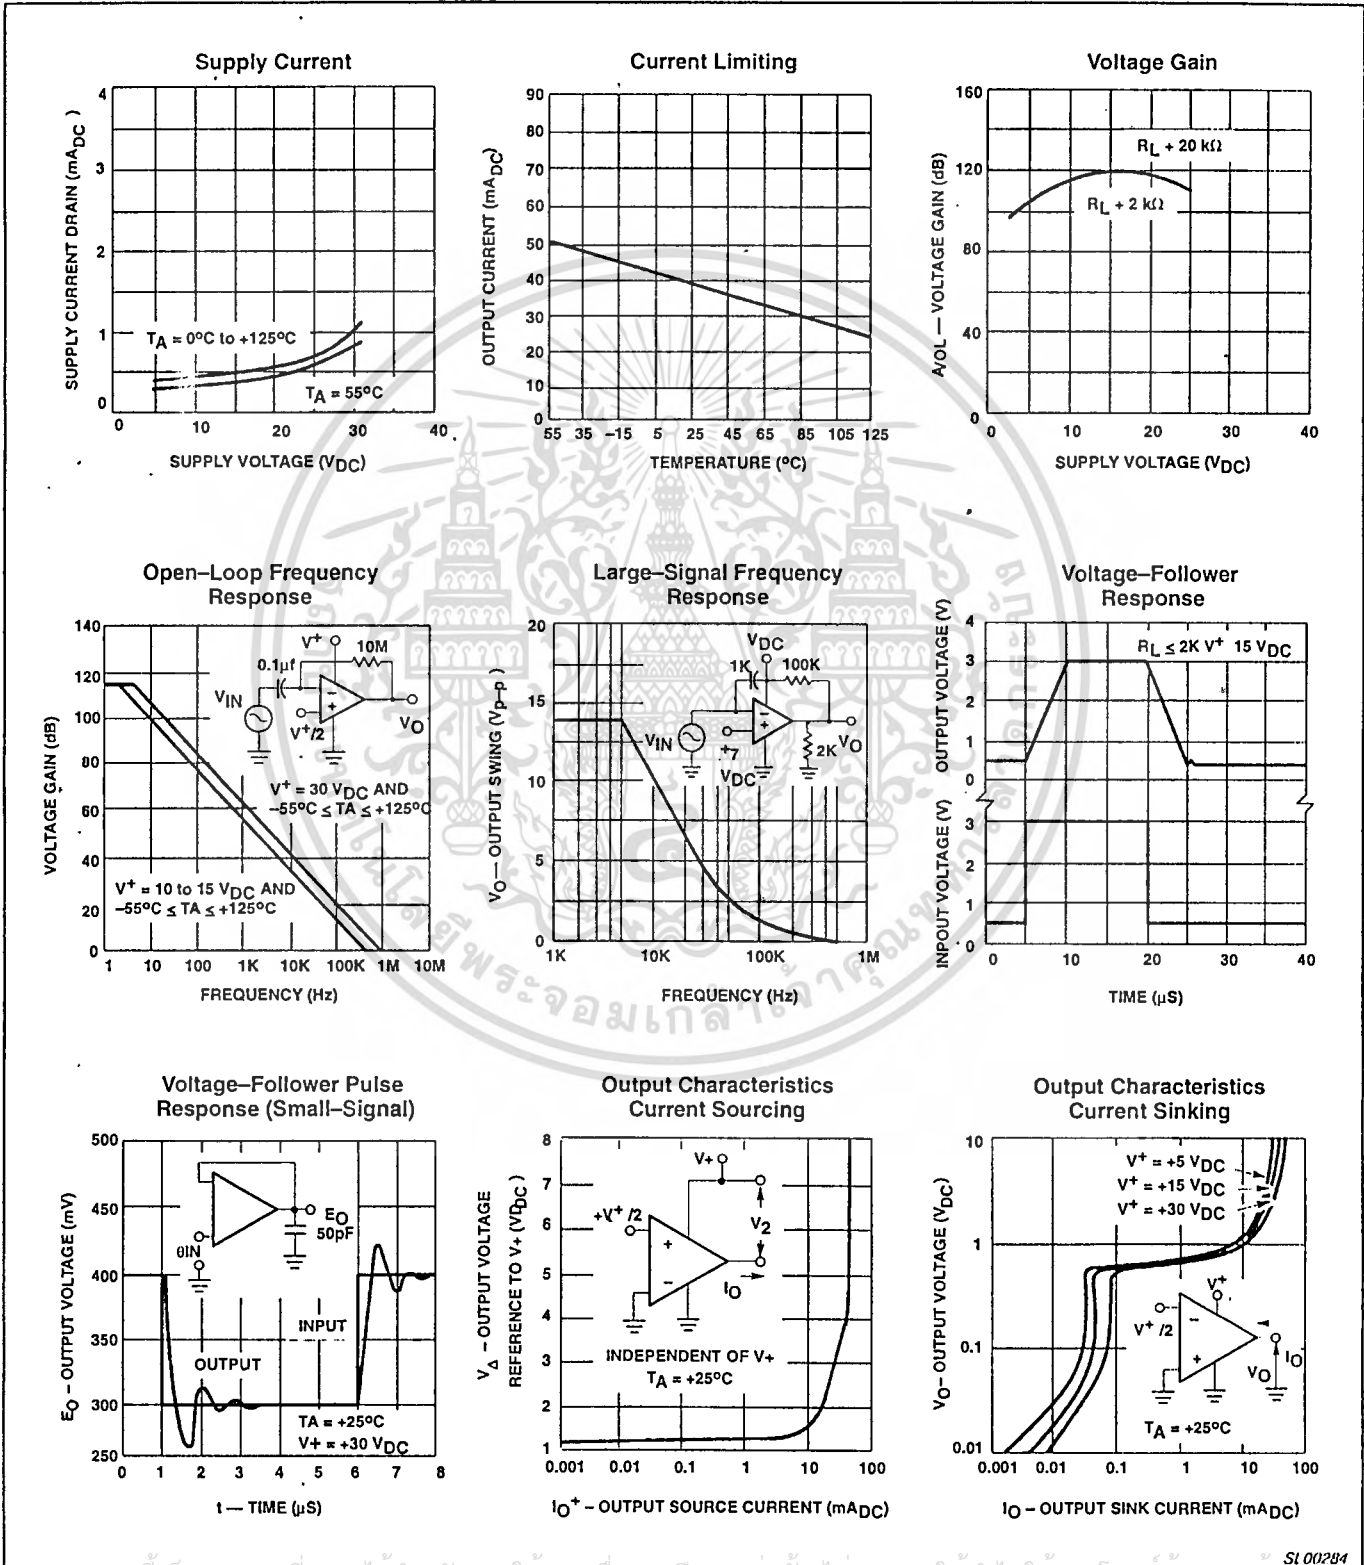 Supply Current
4
3
2
1
0
SUPPLY CURRENT DRAIN (mADC)
TA = 0°C to +125°C
TA = 55°C
0 10 20 30 40
SUPPLY VOLTAGE (VDC)
Current Limiting
90
80
70
60
50
40
30
20
10
0
OUTPUT CURRENT (mADC)
55 35 –15 5 25 45 65 85 105 125
TEMPERATURE (°C)
Voltage Gain
160
120
80
40
0
A/OL — VOLTAGE GAIN (dB)
RL + 20 kΩ
RL + 2 kΩ
0 10 20 30 40
SUPPLY VOLTAGE (VDC)
Open–Loop Frequency
Response
140
120
100
80
60
40
20
0
VOLTAGE GAIN (dB)
V+
10M
0.1µf
VIN
V+/2
VO
V+ = 30 VDC AND
–55°C ≤ TA ≤ +125°C
V+ = 10 to 15 VDC AND
–55°C ≤ TA ≤ +125°C
1 10 100 1K 10K 100K 1M 10M
FREQUENCY (Hz)
Large–Signal Frequency
Response
20
15
10
5
0
VO — OUTPUT SWING (Vp–p)
VDC
1K
100K
VIN
+7
VDC
2K
VO
1K 10K 100K 1M
FREQUENCY (Hz)
Voltage–Follower
Response
OUTPUT VOLTAGE (V)
4
3
2
1
0
RL ≤ 2K V+ 15 VDC
INPOUT VOLTAGE (V)
3
2
1
0
0 10 20 30 40
TIME (µS)
Voltage–Follower Pulse
Response (Small–Signal)
500
450
400
350
300
250
EO – OUTPUT VOLTAGE (mV)
EO
50pF
θIN
INPUT
OUTPUT
TA = +25°C
V+ = +30 VDC
0 1 2 3 4 5 6 7 8
t — TIME (µS)
Output Characteristics
Current Sourcing
8
7
6
5
4
3
2
1
VΔ – OUTPUT VOLTAGE
REFERENCE TO V+ (VDC)
V+
+V+/2
V2
IO
INDEPENDENT OF V+
TA = +25°C
0.001 0.01 0.1 1 10 100
IO+ – OUTPUT SOURCE CURRENT (mADC)
Output Characteristics
Current Sinking
10
1
0.1
0.01
VO – OUTPUT VOLTAGE (VDC)
V+ = +5 VDC
V+ = +15 VDC
V+ = +30 VDC
V+
V+/2
IO
VO
TA = +25°C
0.001 0.01 0.1 1 10 100
IO – OUTPUT SINK CURRENT (mADC)
SL00284